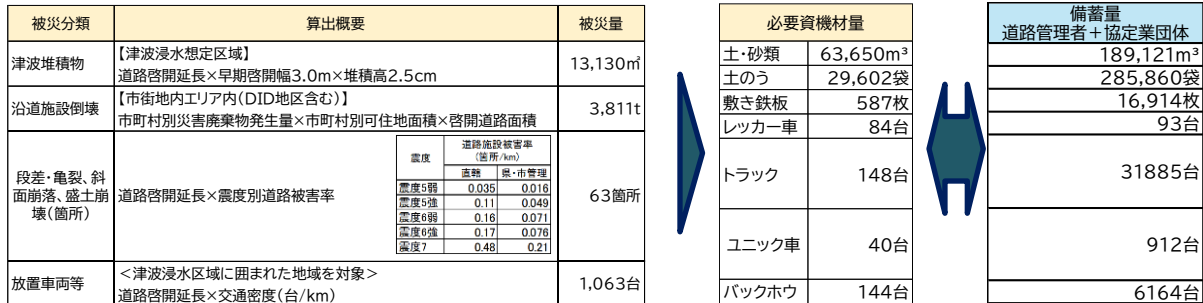 被災分類 算出概要 被災量
津波堆積物 【津波浸水想定区域】
道路啓開延長×早期啓開幅3.0m×堆積高2.5cm 13,130㎥
沿道施設倒壊 【市街地内エリア内(DID地区含む)】
市町村別災害廃棄物発生量×市町村別可住地面積×啓開道路面積 3,811t
段差・亀裂、斜
面崩落、盛土崩
壊(箇所)
道路啓開延長×震度別道路被害率
震度 道路施設被害率
(箇所/km)
直轄 県・市管理
震度5弱 0.035 0.016
震度5強 0.11 0.049
震度6弱 0.16 0.071
震度6強 0.17 0.076
震度7 0.48 0.21
63箇所
放置車両等 <津波浸水区域に囲まれた地域を対象>
道路啓開延長×交通密度(台/km) 1,063台
必要資機材量
土・砂類 63,650m³
土のう 29,602袋
敷き鉄板 587枚
レッカー車 84台
トラック 148台
ユニック車 40台
バックホウ 144台
備蓄量
道路管理者+協定業団体
189,121m³
285,860袋
16,914枚
93台
31885台
912台
6164台